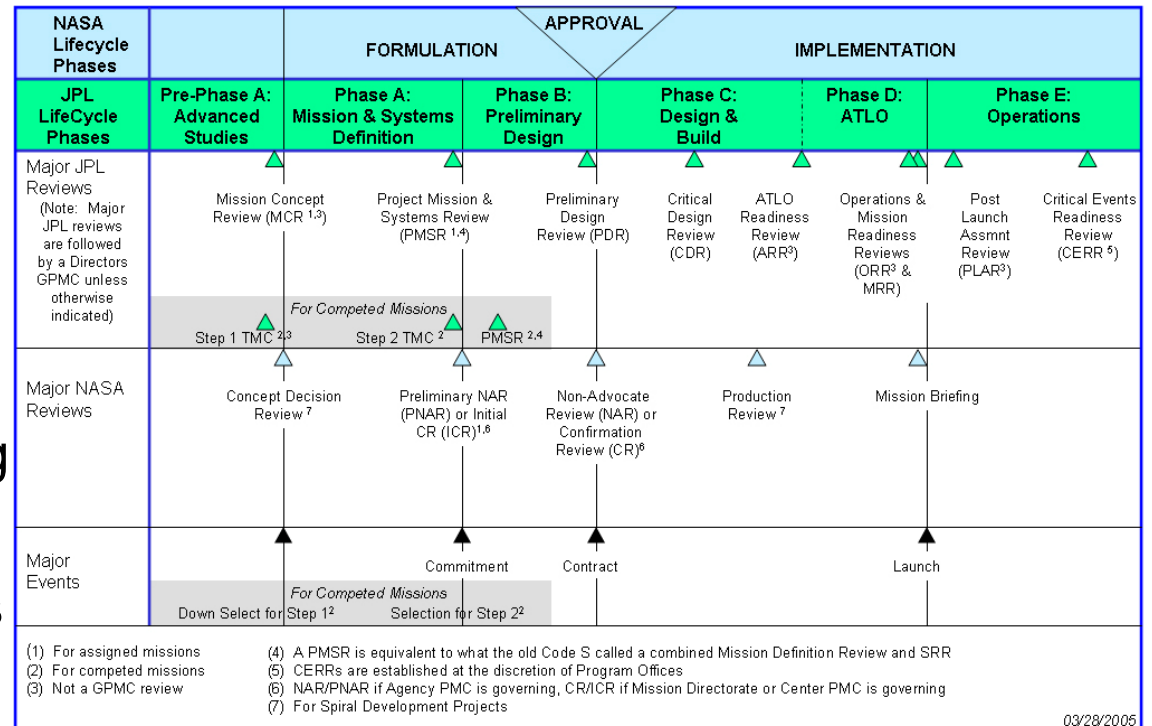 NASA
Lifecycle
Phases
APPROVAL
FORMULATION
IMPLEMENTATION
JPL
LifeCycle
Phases
Pre-Phase A:
Advanced
Studies
Phase A:
Mission & Systems
Definition
Phase B:
Preliminary
Design
Phase C:
Design &
Build
Phase D:
ATLO
Phase E:
Operations
Major JPL
Reviews
(Note: Major
JPL reviews
are followed
by a Directors
GPMC unless
otherwise
indicated)
Mission Concept
Review (MCR 1,3)
Project Mission &
Systems Review
(PMSR 1,4)
Preliminary
Design
Review (PDR)
Critical
Design
Review
(CDR)
ATLO
Readiness
Review
(ARR3)
Operations &
Mission
Readiness
Reviews
(ORR3 &
MRR)
Post
Launch
Assmnt
Review
(PLAR3)
Critical Events
Readiness
Review
(CERR 5)
For Competed Missions
Step 1 TMC 2,3
Step 2 TMC 2
PMSR 2,4
Major NASA
Reviews
Concept Decision
Review 7
Preliminary NAR
(PNAR) or Initial
CR (ICR)1,6
Non-Advocate
Review (NAR) or
Confirmation
Review (CR)6
Production
Review 7
Mission Briefing
g
Major
Events
Commitment
Contract
Launch
For Competed Missions
Down Select for Step 12
Selection for Step 22
(1) For assigned missions
(2) For competed missions
(3) Not a GPMC review
(4) A PMSR is equivalent to what the old Code S called a combined Mission Definition Review and SRR
(5) CERRs are established at the discretion of Program Offices
(6) NAR/PNAR if Agency PMC is governing, CR/ICR if Mission Directorate or Center PMC is governing
(7) For Spiral Development Projects
03/28/2005